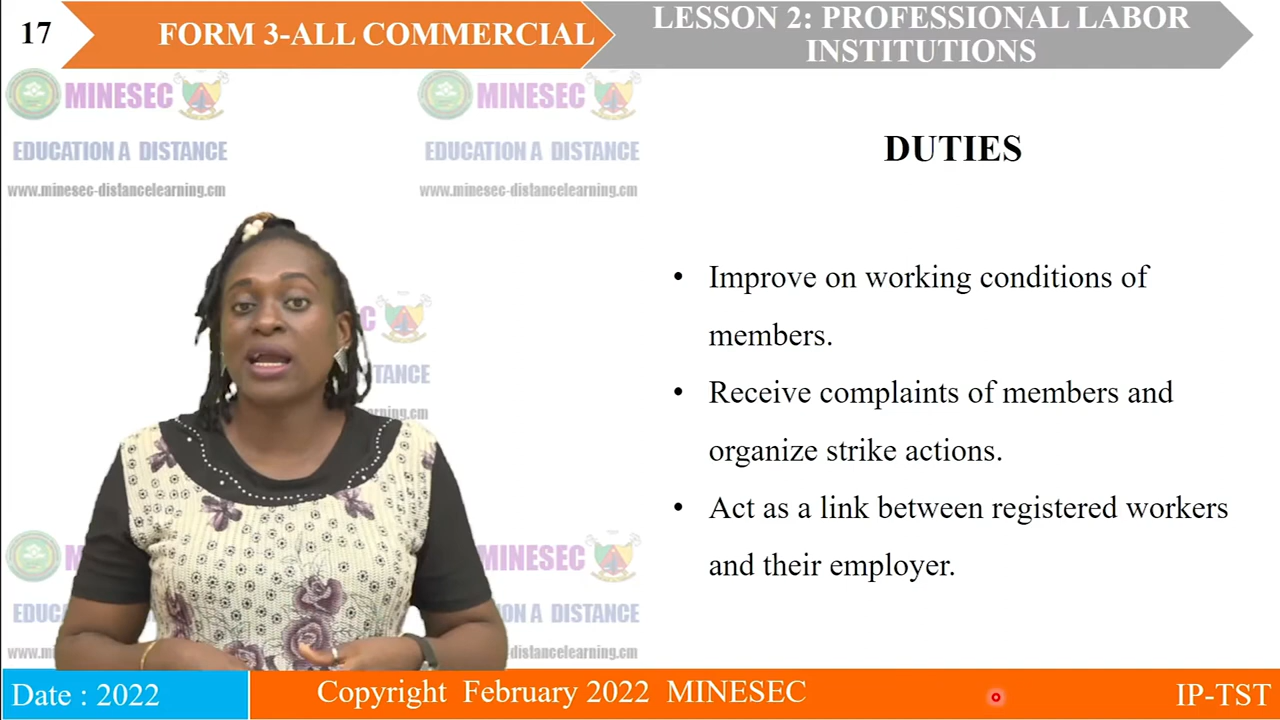 17
FORM 3-ALL COMMERCIAL
LESSON 2: PROFESSIONAL LABOR
INSTITUTIONS
MINESEC
MINESEC
EDUCATION A DISTANCE
EDUCATION A DISTANCE
www.minesec-distancelearning.cm
www.minesec-distancelearning.cm
DUTIES
• Improve on working conditions of
members.
• Receive complaints of members and
organize strike actions.
• Act as a link between registered workers
and their employer.
MINESEC
DISTANCE
Date : 2022
Copyright February 2022 MINESEC
IP-TST